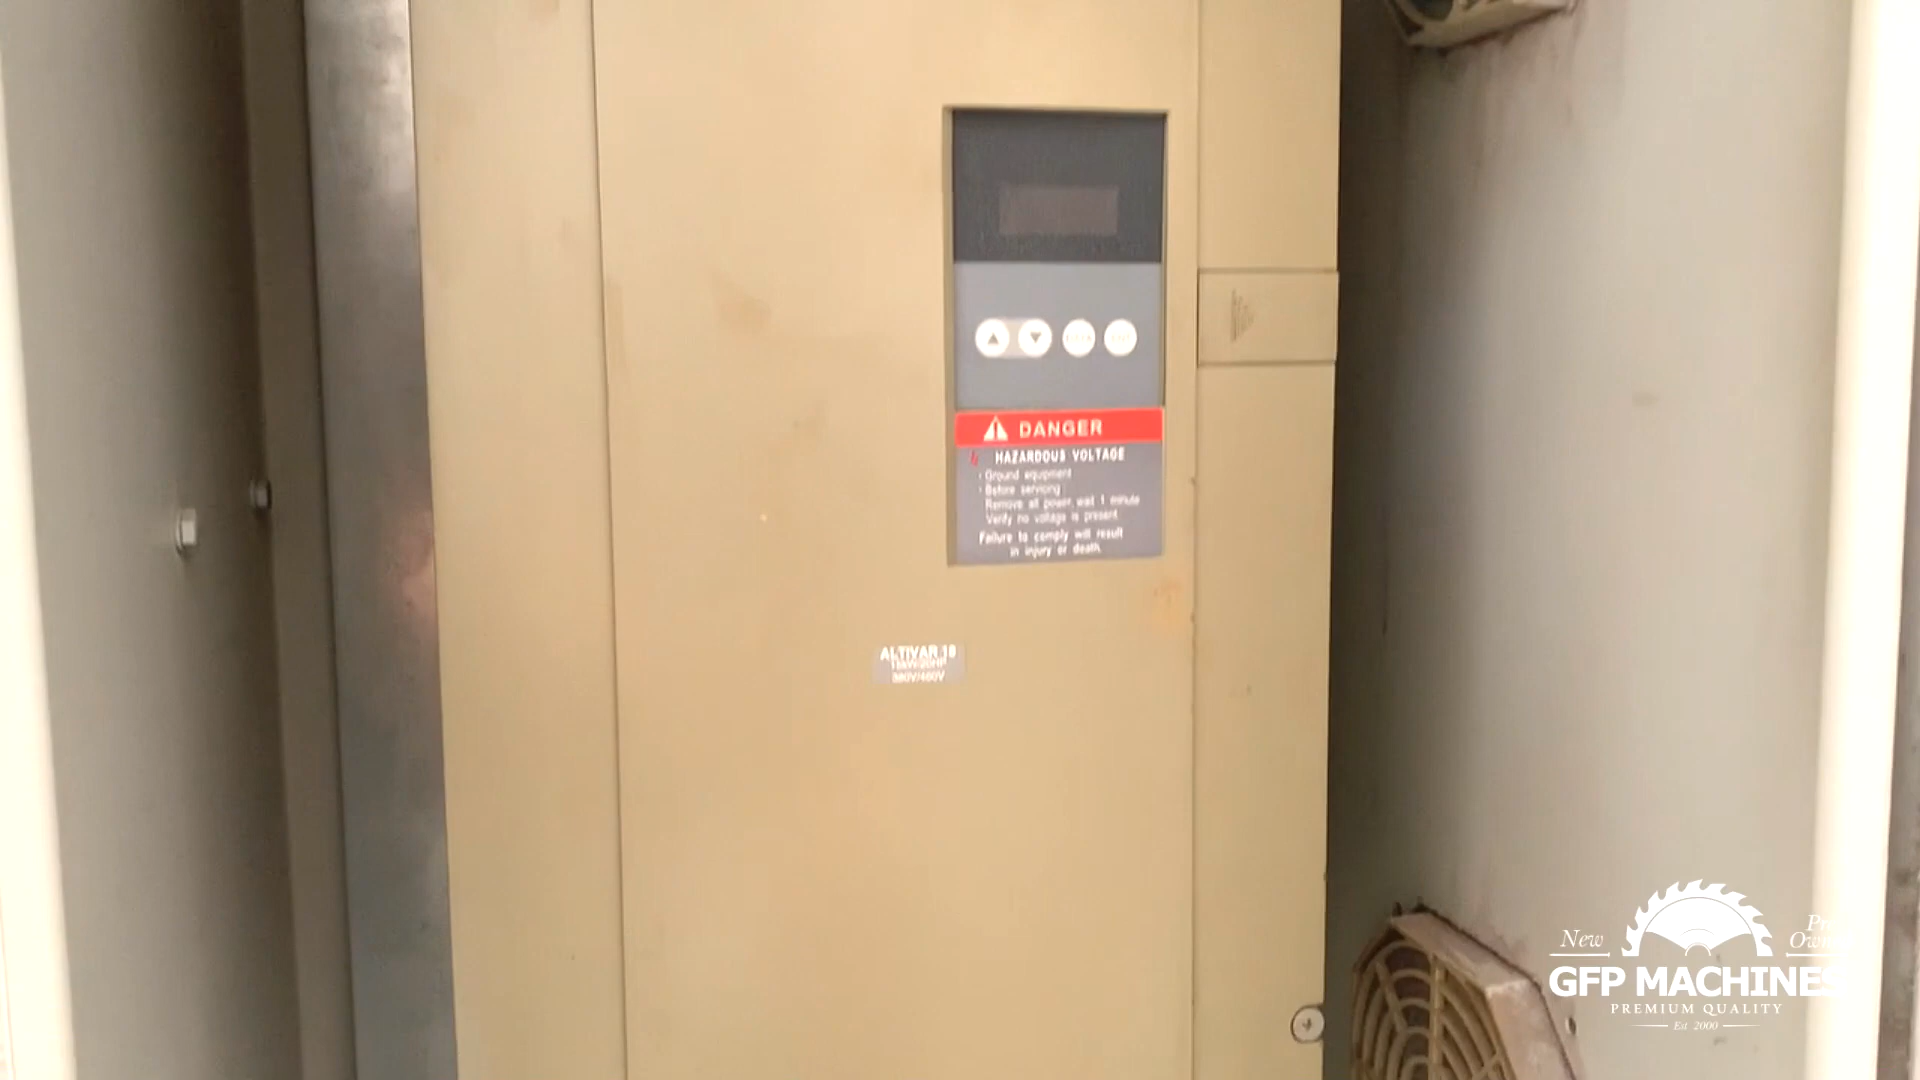 DANGER
HAZARDOUS VOLTAGE
· Ground equipment
· Before servicing
Remove all power, wait 1 minute
Verify no voltage is present.
Failure to comply will result
in injury or death.
ALTIVAR 18
15kW/20HP
380V/460V
New
GFP MACHINES
PREMIUM QUALITY
Est 2000